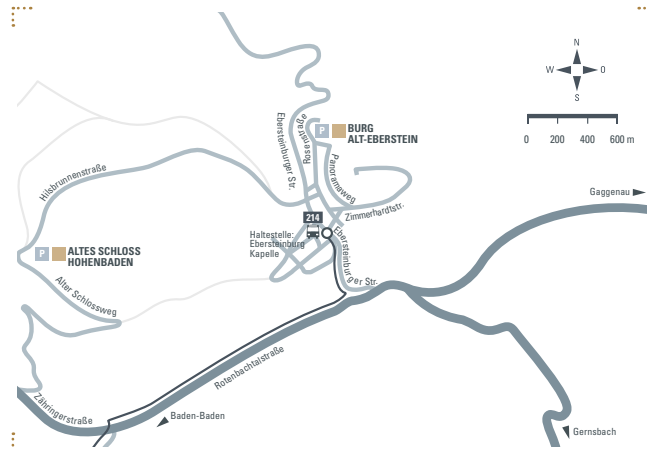 N
W O
S
0 200 400 600 m
Gaggenau
Ebersteinburger Str.
Rosenstraße
P BURG
ALT-EBERSTEIN
Panoramaweg
Zimmerhardtstr.
Hilsbrunnenstraße
214
Haltestelle:
Ebersteinburg
Kapelle
Ebersteinburger Str.
P ALTES SCHLOSS
HOHENBADEN
Alter Schlossweg
Rotenbachtalstraße
Zähringerstraße
Baden-Baden
Gernsbach